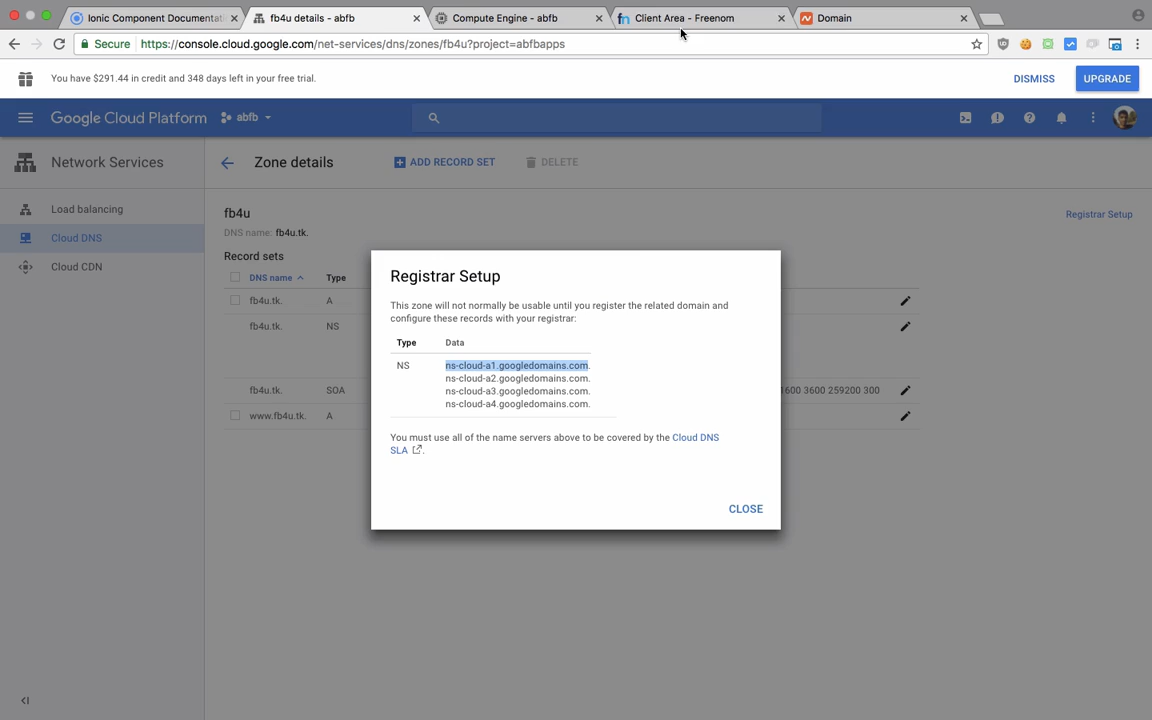 Ionic Component Documentati
fb4u details - abfb
Compute Engine - abfb
Client Area - Freenom
Domain
Secure
https://console.cloud.google.com/net-services/dns/zones/fb4u?project=abfbapps
You have $291.44 in credit and 348 days left in your free trial.
DISMISS
UPGRADE
Google Cloud Platform
abfb
Network Services
Zone details
ADD RECORD SET
DELETE
Load balancing
Cloud DNS
Cloud CDN
fb4u
Registrar Setup
DNS name: fb4u.tk.
Record sets
DNS name
Type
fb4u.tk.
A
fb4u.tk.
NS
fb4u.tk.
SOA
1600 3600 259200 300
www.fb4u.tk.
A
Registrar Setup
This zone will not normally be usable until you register the related domain and
configure these records with your registrar:
Type
Data
NS
ns-cloud-a1.googledomains.com.
ns-cloud-a2.googledomains.com.
ns-cloud-a3.googledomains.com.
ns-cloud-a4.googledomains.com.
You must use all of the name servers above to be covered by the Cloud DNS
SLA .
CLOSE